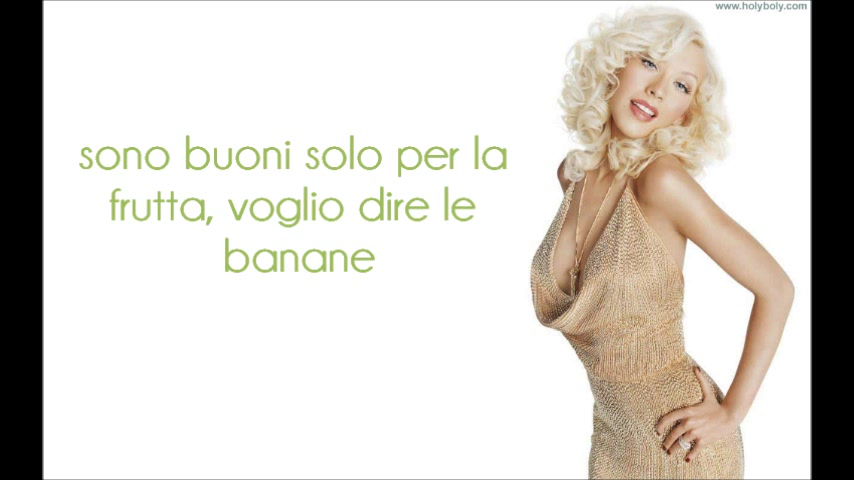 www.holyboly.com
sono buoni solo per la
frutta, voglio dire le
banane